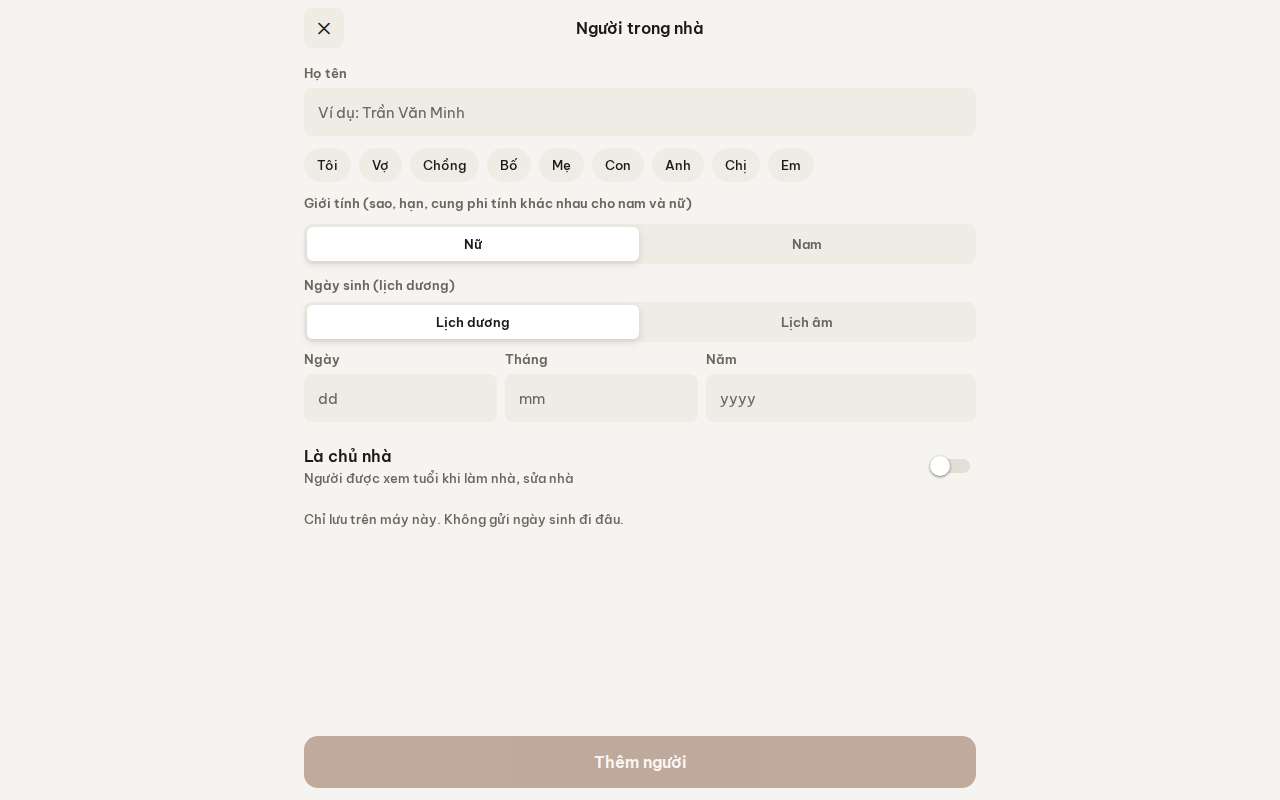 Người trong nhà
Họ tên
Ví dụ: Trần Văn Minh
Tôi Vợ Chồng Bố Mẹ Con Anh Chị Em
Giới tính (sao, hạn, cung phi tính khác nhau cho nam và nữ)
Nữ Nam
Ngày sinh (lịch dương)
Lịch dương Lịch âm
Ngày Tháng Năm
dd mm yyyy
Là chủ nhà
Người được xem tuổi khi làm nhà, sửa nhà
Chỉ lưu trên máy này. Không gửi ngày sinh đi đâu.
Thêm người